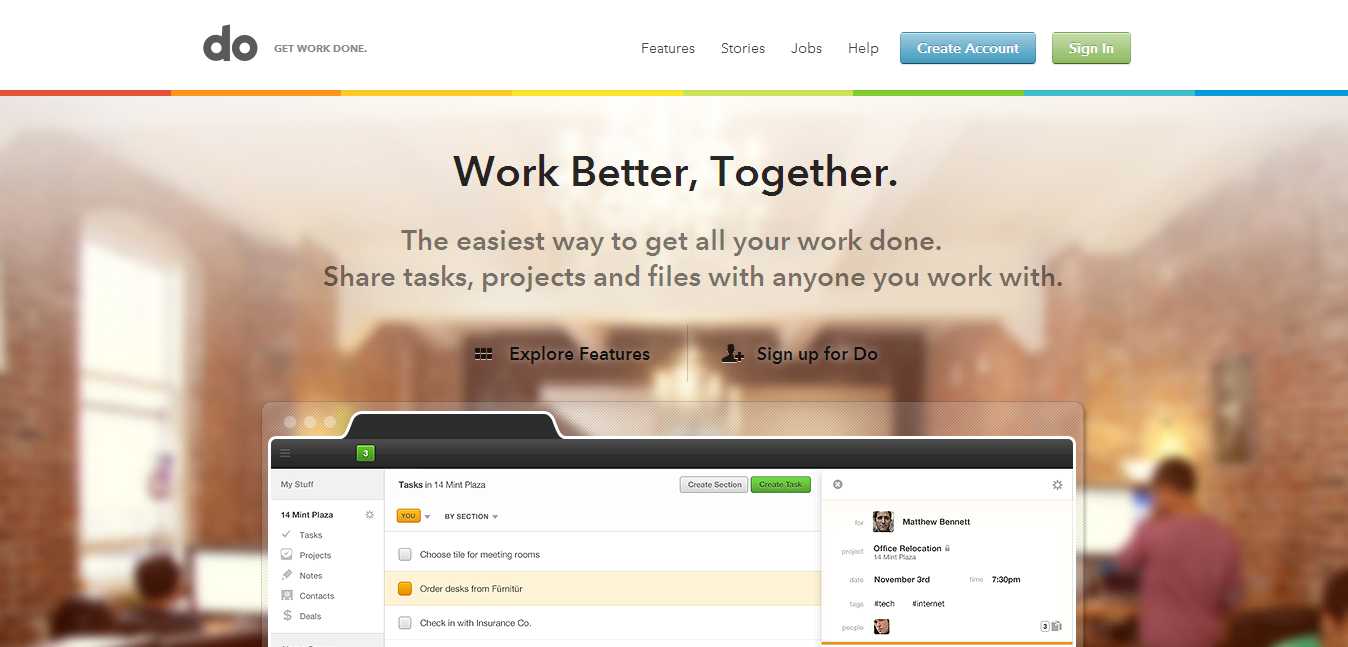 do
GET WORK DONE.
Features
Stories
Jobs
Help
Create Account
Sign In
Work Better, Together.
The easiest way to get all your work done.
Share tasks, projects and files with anyone you work with.
Explore Features
Sign up for Do
3
My Stuff
14 Mint Plaza
Tasks
Projects
Notes
Contacts
Deals
Tasks in 14 Mint Plaza
Create Section
Create Task
YOU
BY SECTION
Choose tile for meeting rooms
Order desks from Fürnitür
Check in with Insurance Co.
for
Matthew Bennett
project
Office Relocation
14 Mint Plaza
date
November 3rd
time
7:30pm
tags
#tech
#internet
people
3